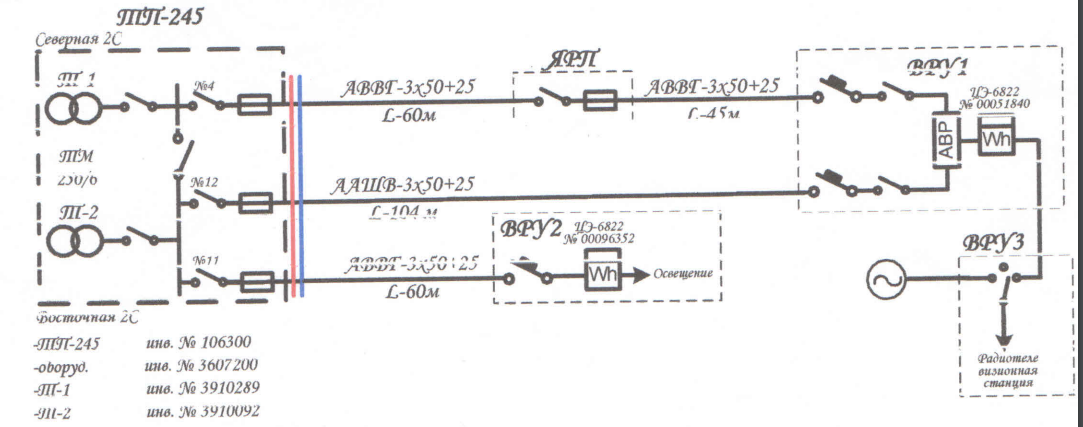 ТП-245
Северная 2С
Т-1
№4
АВВГ-3х50+25
L-60м
ЯРП
АВВГ-3х50+25
L-45м
ВРУ1
ЦЭ-6822
№ 00051840
АВР
Wh
ТМ
250/6
№12
ААШВ-3х50+25
L-104 м
Т-2
ВРУ2
ЦЭ-6822
№ 00096352
Wh
Освещение
№11
АВВГ-3х50+25
L-60м
ВРУ3
Радиотеле
визионная
станция
Восточная 2С
-ТП-245 инв. № 106300
-оборуд. инв. № 3607200
-Т-1 инв. № 3910289
-Т-2 инв. № 3910092